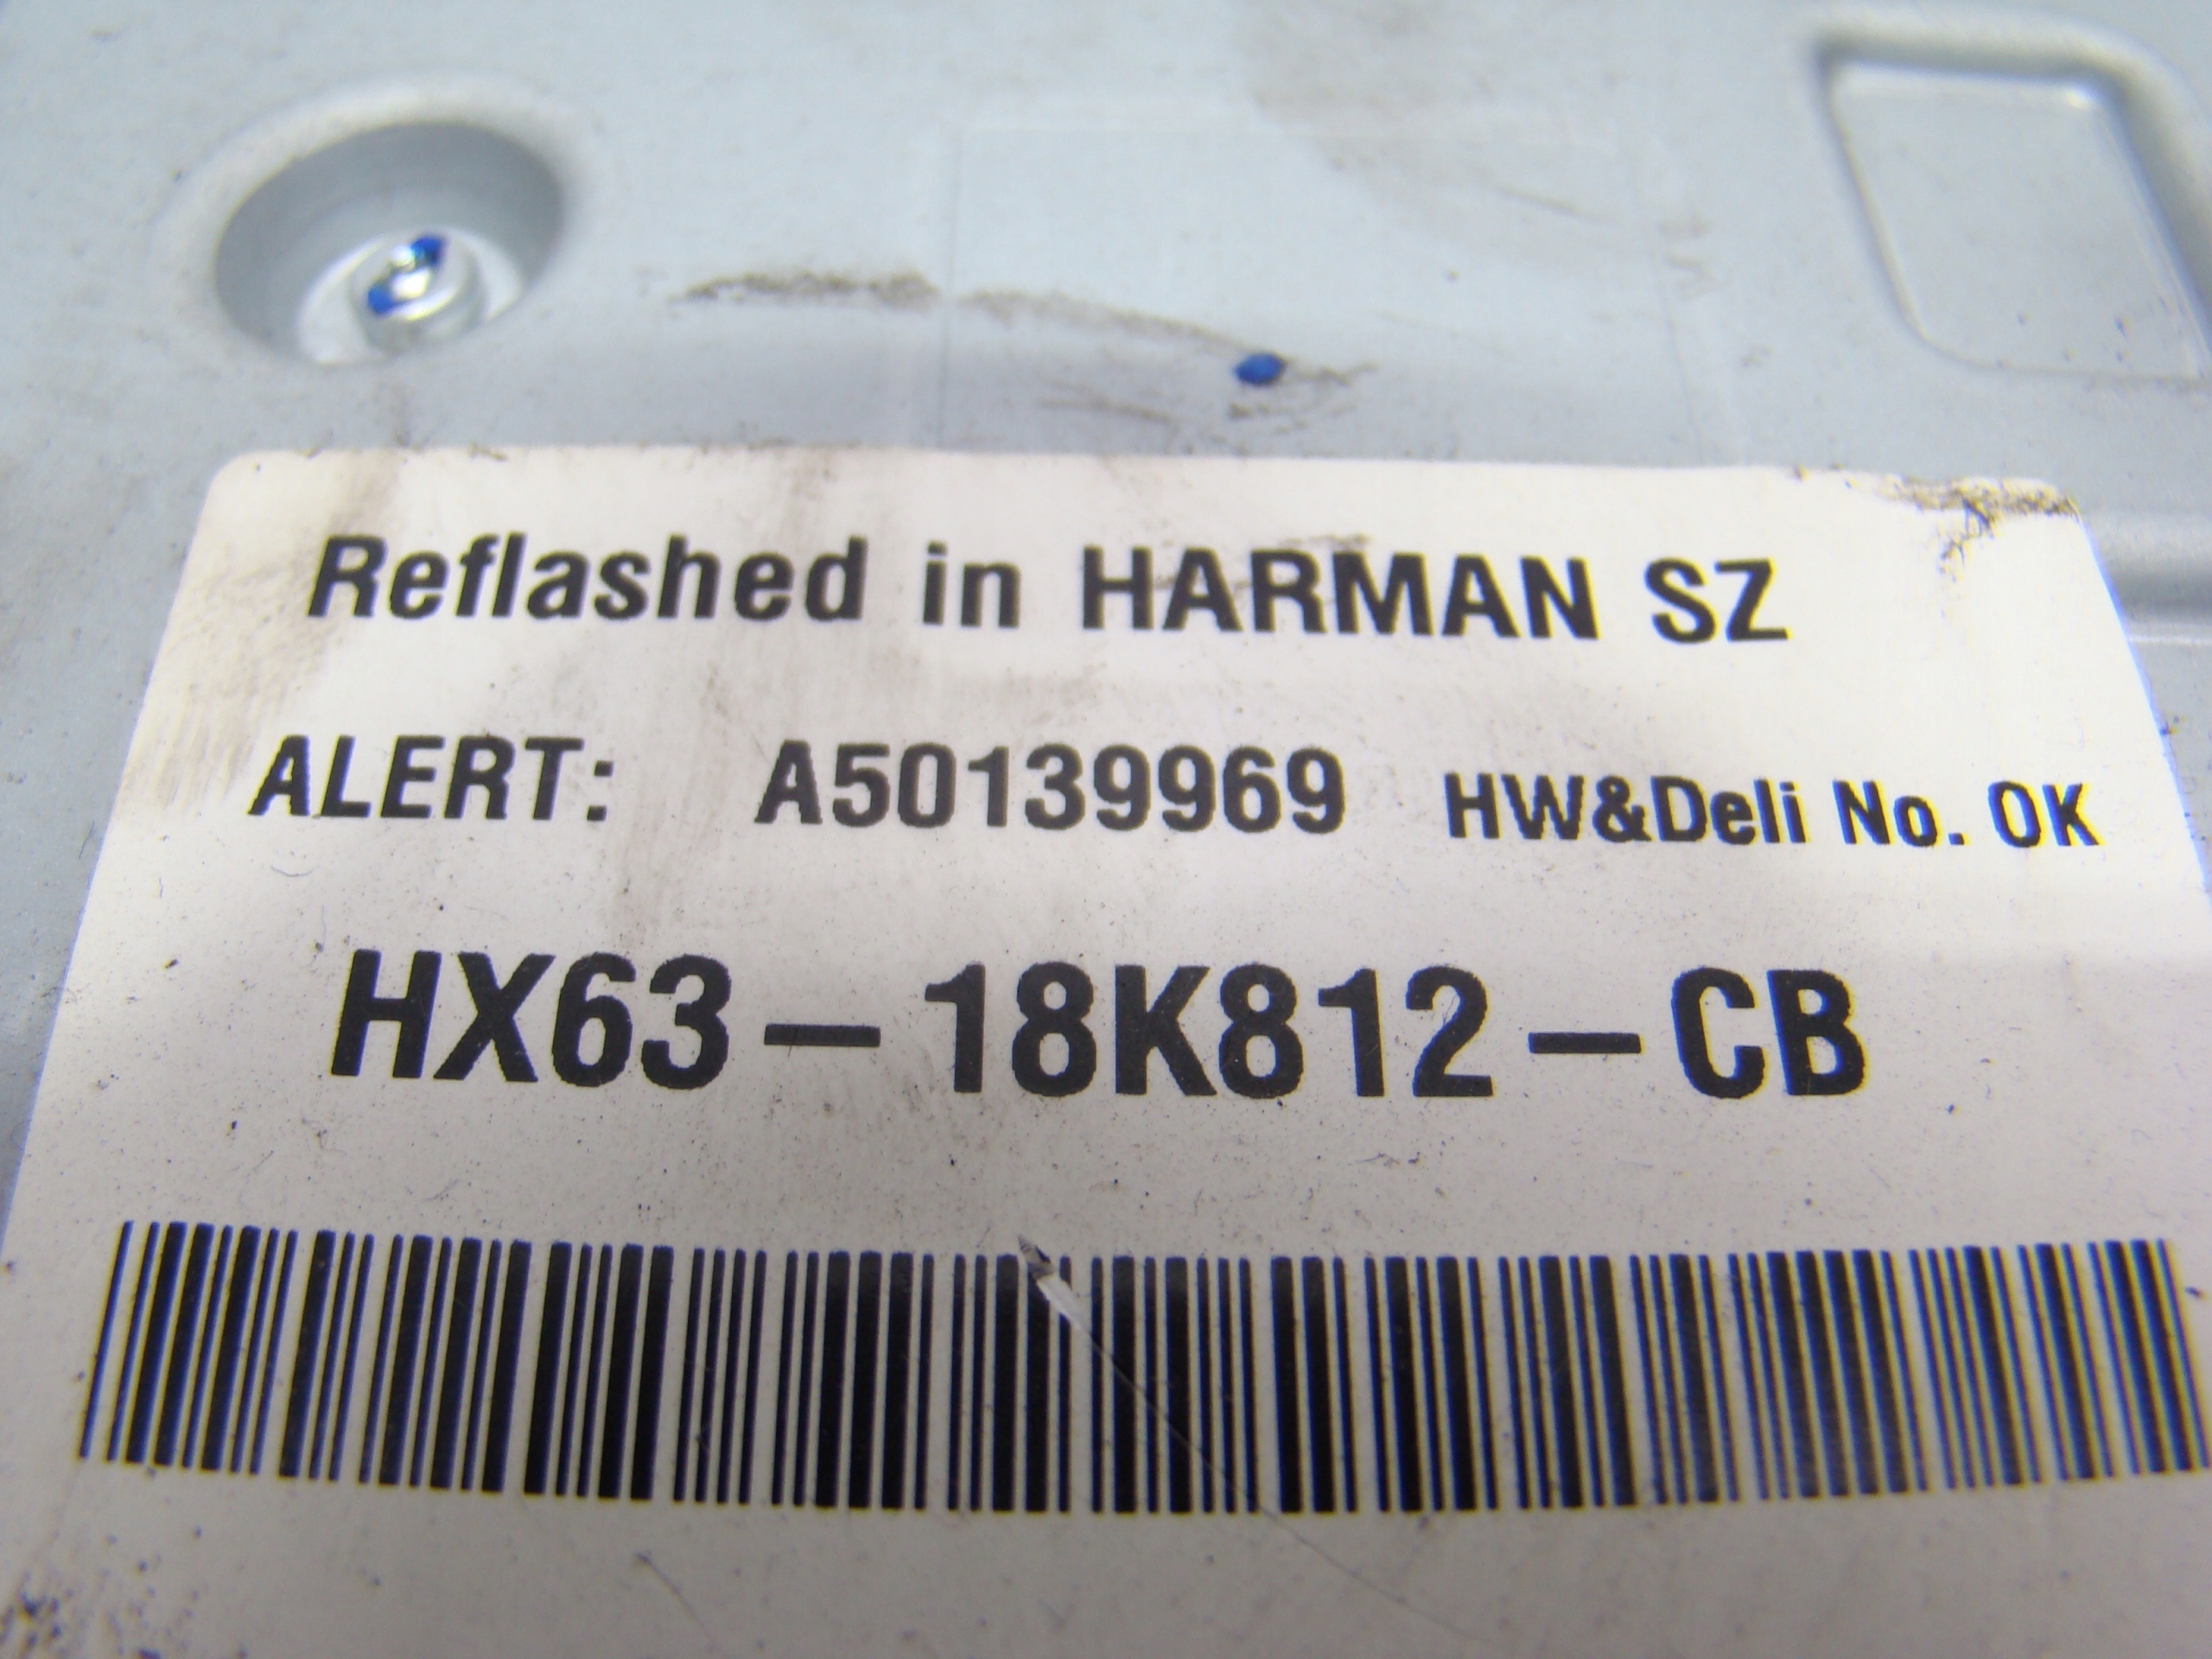 Reflashed in HARMAN SZ
ALERT: A50139969 HW&Deli No. OK
HX63-18K812-CB